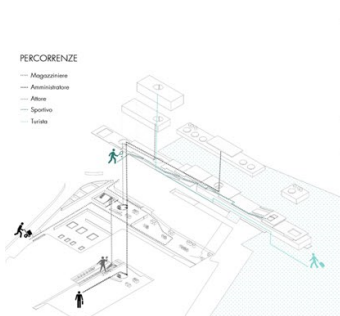 PERCORRENZE
Magazziniere
Amministratore
Attore
Sportivo
Turista